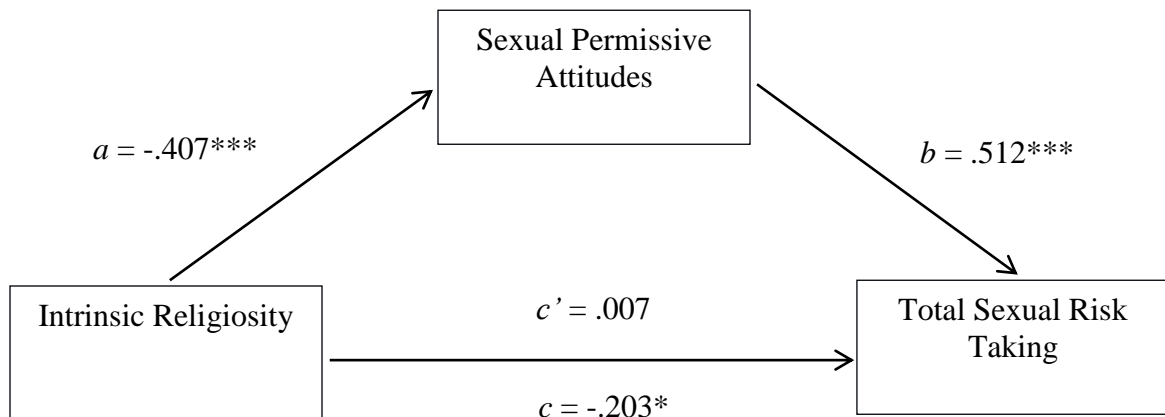 Sexual Permissive
Attitudes
a = -.407***
b = .512***
Intrinsic Religiosity
c’ = .007
Total Sexual Risk
Taking
c = -.203*